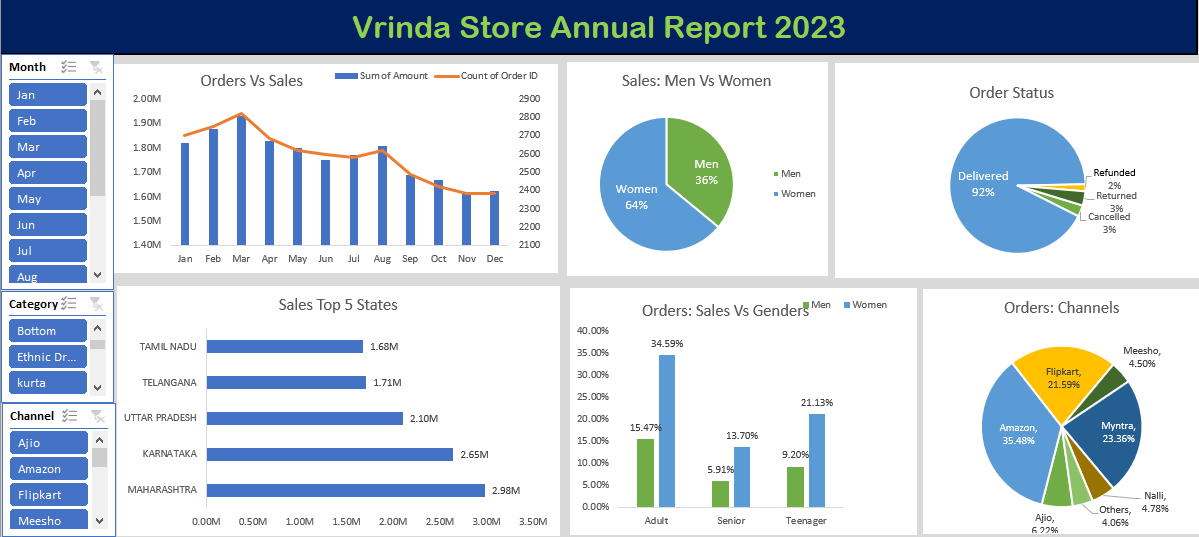 Vrinda Store Annual Report 2023
Month
Jan
Feb
Mar
Apr
May
Jun
Jul
Aug
Category
Bottom
Ethnic Dr...
kurta
Channel
Ajio
Amazon
Flipkart
Meesho
Orders Vs Sales
Sum of Amount
Count of Order ID
2.00M
1.90M
1.80M
1.70M
1.60M
1.50M
1.40M
2900
2800
2700
2600
2500
2400
2300
2200
2100
Jan Feb Mar Apr May Jun Jul Aug Sep Oct Nov Dec
Sales: Men Vs Women
Men
36%
Women
64%
Men
Women
Order Status
Delivered
92%
Refunded
2%
Returned
3%
Cancelled
3%
Sales Top 5 States
TAMIL NADU 1.68M
TELANGANA 1.71M
UTTAR PRADESH 2.10M
KARNATAKA 2.65M
MAHARASHTRA 2.98M
0.00M 0.50M 1.00M 1.50M 2.00M 2.50M 3.00M 3.50M
Orders: Sales Vs Genders
Men
Women
40.00%
35.00%
30.00%
25.00%
20.00%
15.00%
10.00%
5.00%
0.00%
15.47%
34.59%
5.91%
13.70%
9.20%
21.13%
Adult Senior Teenager
Orders: Channels
Flipkart,
21.59%
Meesho,
4.50%
Myntra,
23.36%
Nalli,
4.78%
Others,
4.06%
Ajio,
6.22%
Amazon,
35.48%